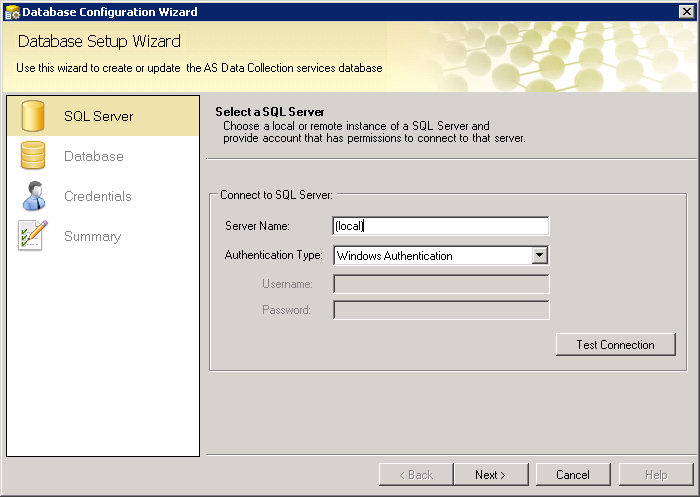 Database Configuration Wizard
Database Setup Wizard
Use this wizard to create or update the AS Data Collection services database
SQL Server
Database
Credentials
Summary
Select a SQL Server
Choose a local or remote instance of a SQL Server and
provide account that has permissions to connect to that server.
Connect to SQL Server:
Server Name: (local)
Authentication Type: Windows Authentication
Username:
Password:
Test Connection
< Back Next > Cancel Help